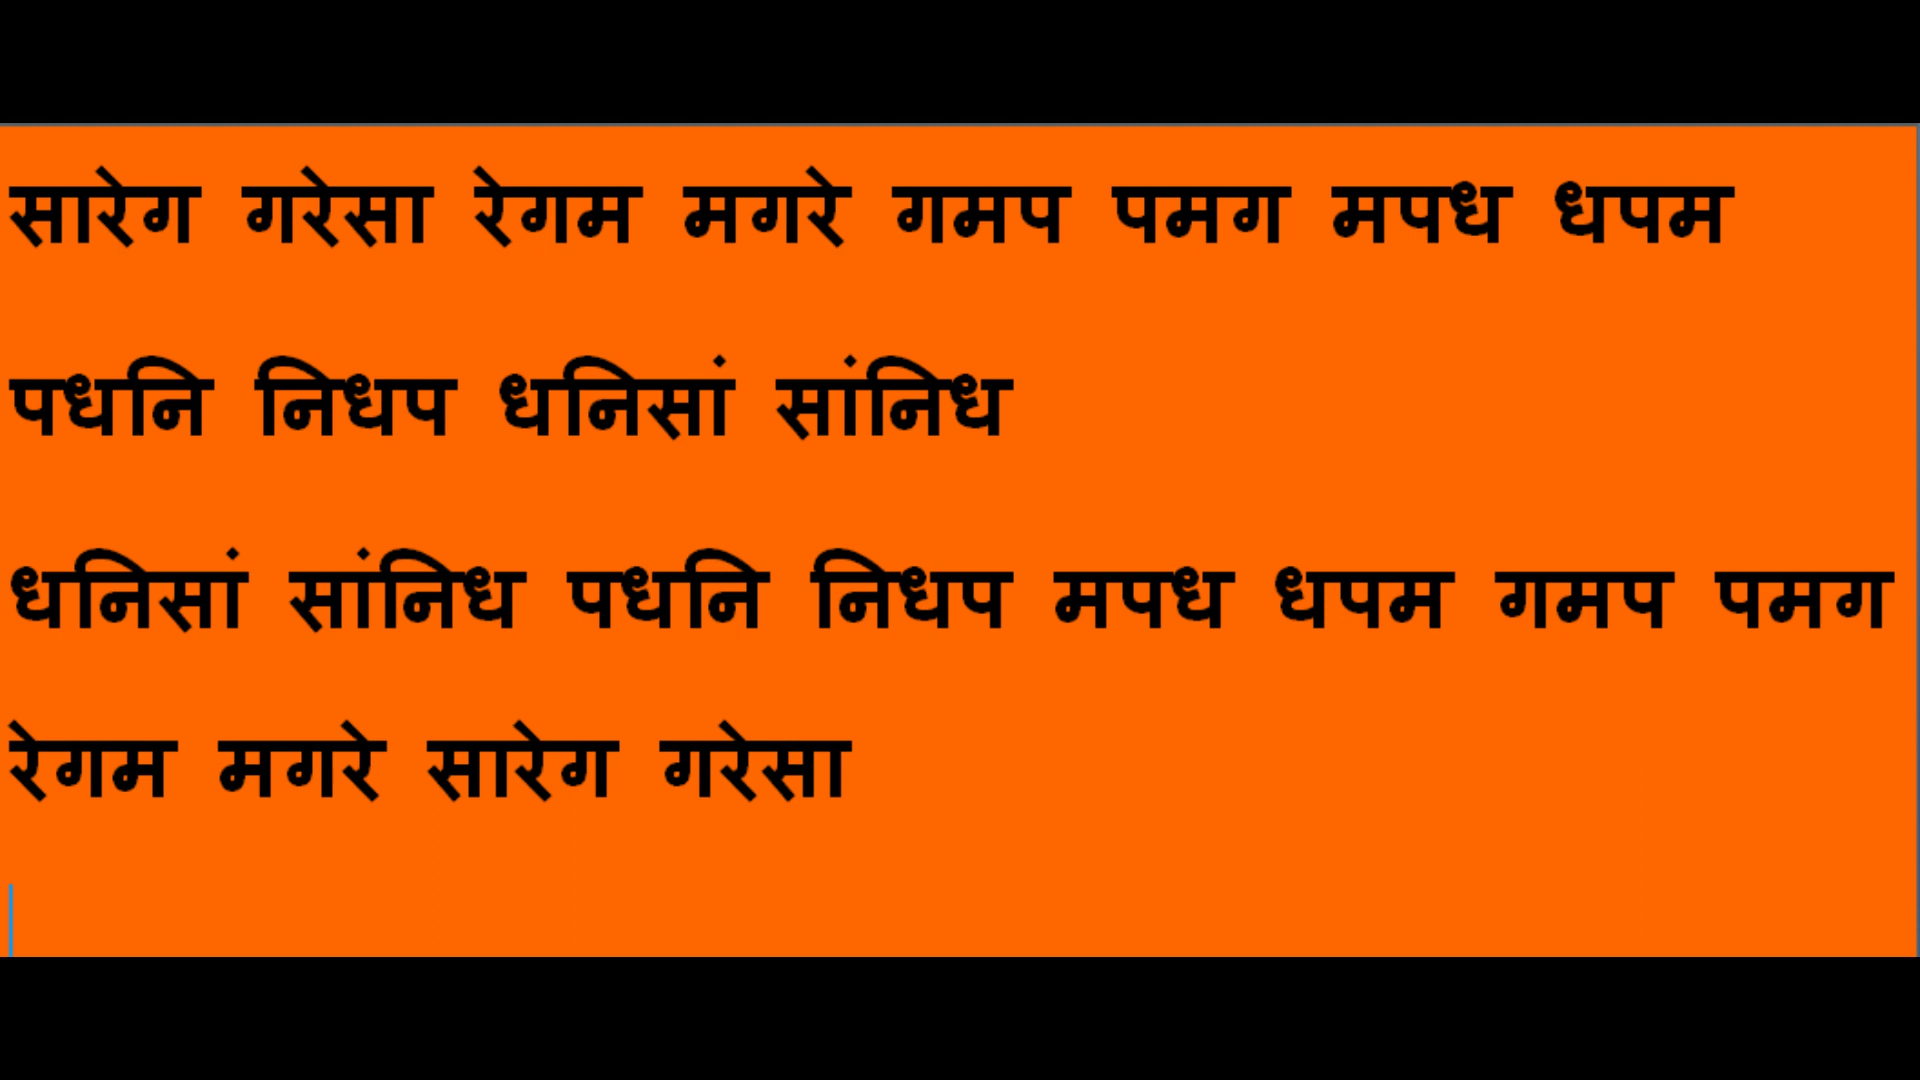 सारेग गरेसा रेगम मगरे गमप पमग मपध धपम
पधनि निधप धनिसां सांनिध
धनिसां सांनिध पधनि निधप मपध धपम गमप पमग
रेगम मगरे सारेग गरेसा